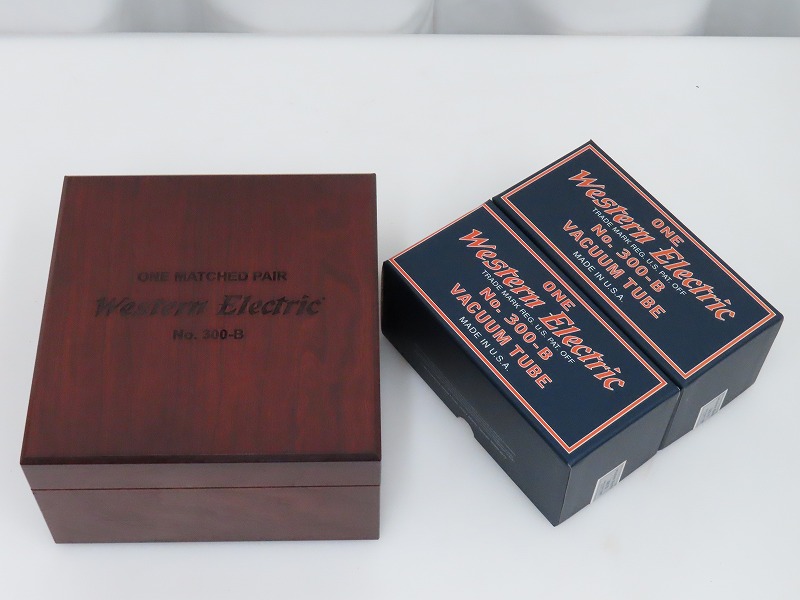 ONE MATCHED PAIR
Western Electric
No. 300-B
ONE
Western Electric
TRADE MARK REG. U.S. PAT. OFF
No. 300-B
VACUUM TUBE
MADE IN U.S.A.
ONE
Western Electric
TRADE MARK REG. U.S. PAT. OFF
No. 300-B
VACUUM TUBE
MADE IN U.S.A.